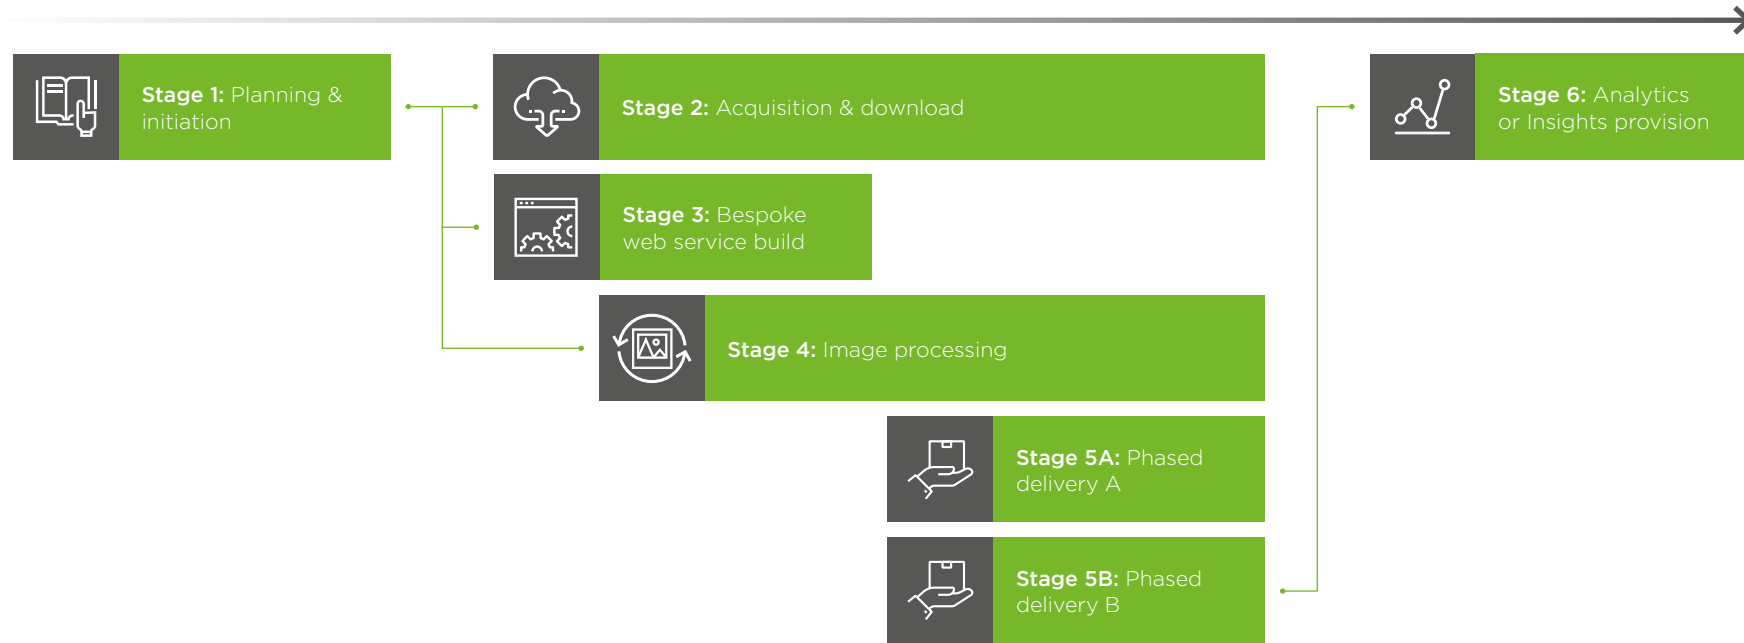 Stage 1: Planning &
initiation
Stage 2: Acquisition & download
Stage 6: Analytics
or Insights provision
Stage 3: Bespoke
web service build
Stage 4: Image processing
Stage 5A: Phased
delivery A
Stage 5B: Phased
delivery B